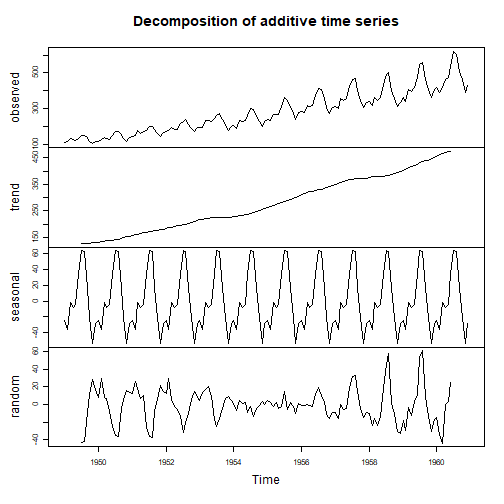 Decomposition of additive time series
observed
100 300 500
trend
150 250 350 450
seasonal
-40 0 20 40 60
random
-40 0 20 40 60
1950 1952 1954 1956 1958 1960
Time